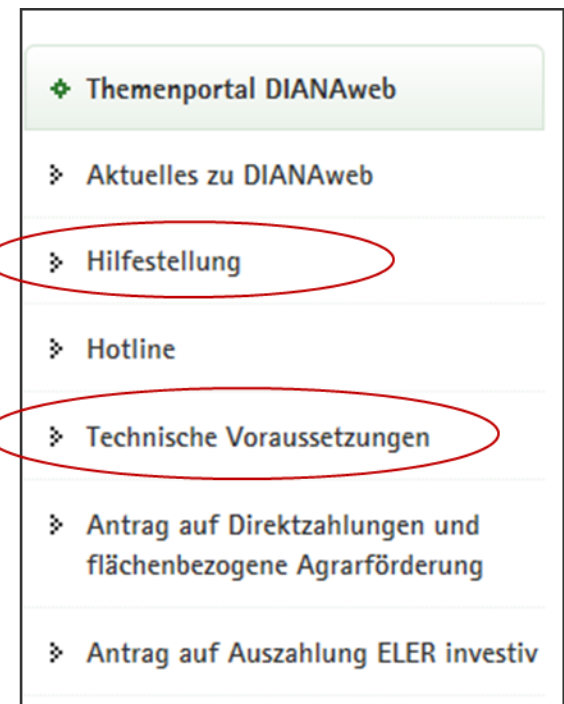 Themenportal DIANAweb
Aktuelles zu DIANAweb
Hilfestellung
Hotline
Technische Voraussetzungen
Antrag auf Direktzahlungen und
flächenbezogene Agrarförderung
Antrag auf Auszahlung ELER investiv